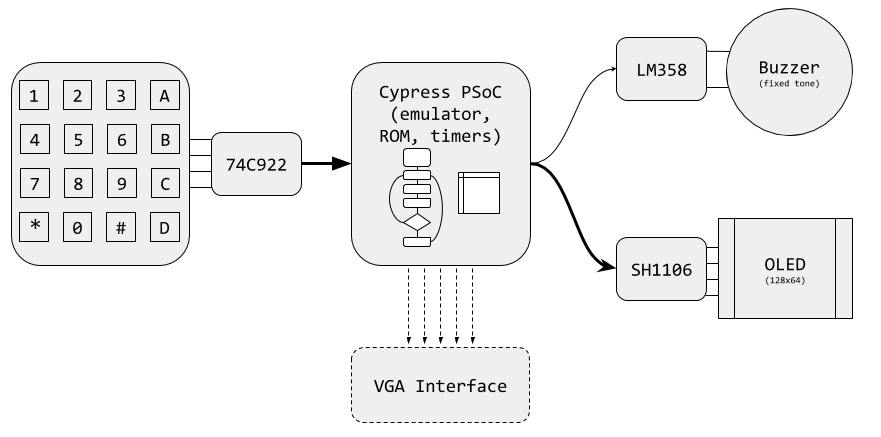 1 2 3 A
4 5 6 B
7 8 9 C
* 0 # D
74C922
Cypress PSoC
(emulator,
ROM, timers)
LM358
Buzzer
(fixed tone)
SH1106
OLED
(128x64)
VGA Interface